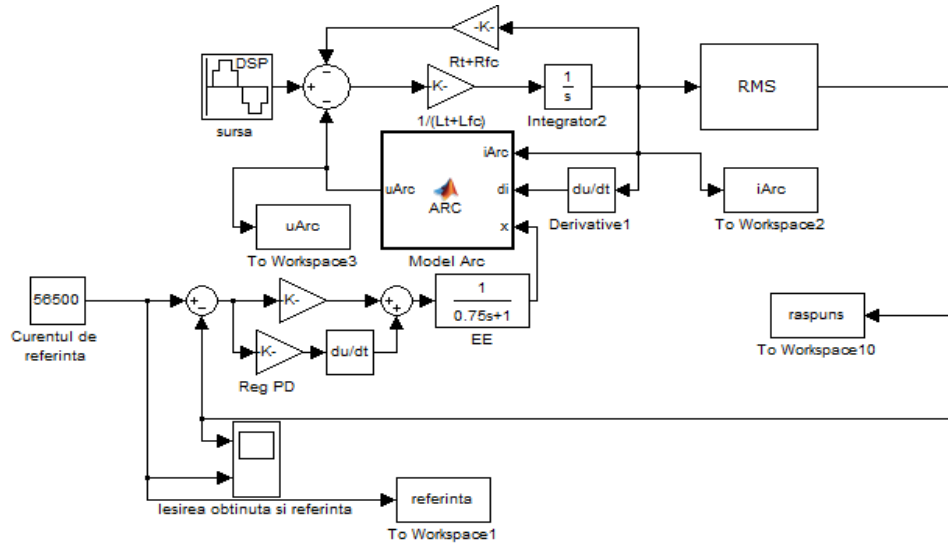 -K-
Rt+Rfc
DSP
sursa
K-
1/(Lt+Lfc)
1
s
Integrator2
RMS
iArc
di
x
uArc
ARC
Model Arc
du/dt
Derivative1
iArc
To Workspace2
uArc
To Workspace3
56500
Curentul de
referinta
K-
K-
Reg PD
du/dt
1
0.75s+1
EE
raspuns
To Workspace10
Iesirea obtinuta si referinta
referinta
To Workspace1